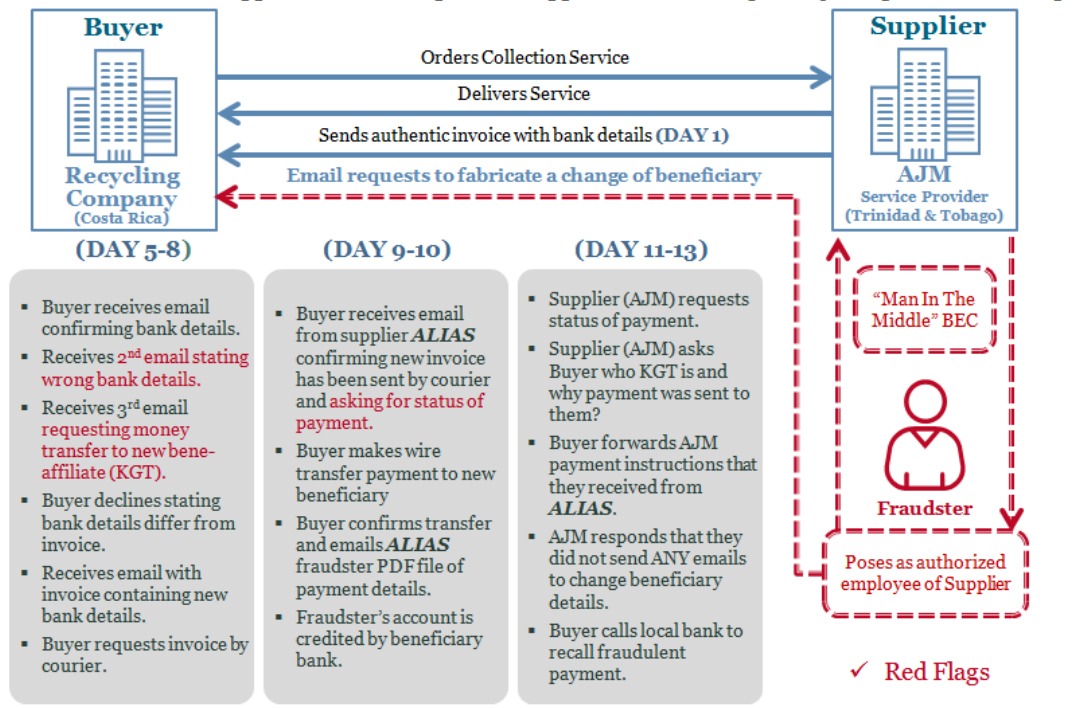 Buyer
Supplier
Orders Collection Service
Delivers Service
Sends authentic invoice with bank details (DAY 1)
Recycling
Company
(Costa Rica)
Email requests to fabricate a change of beneficiary
AJM
Service Provider
(Trinidad & Tobago)
(DAY 5-8)
▪ Buyer receives email
confirming bank details.
▪ Receives 2nd email stating
wrong bank details.
▪ Receives 3rd email
requesting money
transfer to new bene-
affiliate (KGT).
▪ Buyer declines stating
bank details differ from
invoice.
▪ Receives email with
invoice containing new
bank details.
▪ Buyer requests invoice by
courier.
(DAY 9-10)
▪ Buyer receives email
from supplier ALIAS
confirming new invoice
has been sent by courier
and asking for status of
payment.
▪ Buyer makes wire
transfer payment to new
beneficiary
▪ Buyer confirms transfer
and emails ALIAS
fraudster PDF file of
payment details.
▪ Fraudster's account is
credited by beneficiary
bank.
(DAY 11-13)
▪ Supplier (AJM) requests
status of payment.
▪ Supplier (AJM) asks
Buyer who KGT is and
why payment was sent to
them?
▪ Buyer forwards AJM
payment instructions that
they received from
ALIAS.
▪ AJM responds that they
did not send ANY emails
to change beneficiary
details.
▪ Buyer calls local bank to
recall fraudulent
payment.
“Man In The
Middle” BEC
Fraudster
Poses as authorized
employee of Supplier
✓ Red Flags